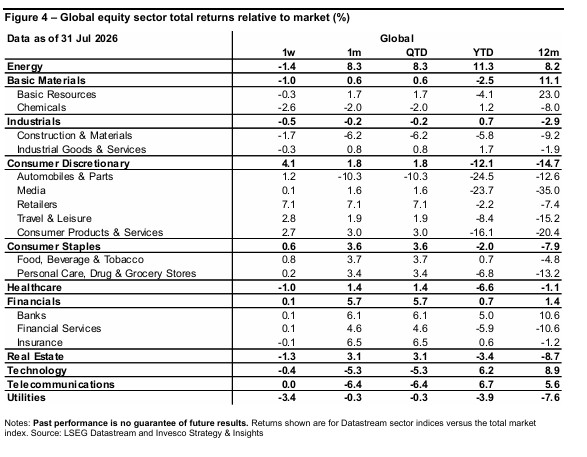 Figure 4 – Global equity sector total returns relative to market (%)
Data as of 31 Jul 2026 Global
1w 1m QTD YTD 12m
Energy -1.4 8.3 8.3 11.3 8.2
Basic Materials -1.0 0.6 0.6 -2.5 11.1
Basic Resources -0.3 1.7 1.7 -4.1 23.0
Chemicals -2.6 -2.0 -2.0 1.2 -8.0
Industrials -0.5 -0.2 -0.2 0.7 -2.9
Construction & Materials -1.7 -6.2 -6.2 -5.8 -9.2
Industrial Goods & Services -0.3 0.8 0.8 1.7 -1.9
Consumer Discretionary 4.1 1.8 1.8 -12.1 -14.7
Automobiles & Parts 1.2 -10.3 -10.3 -24.5 -12.6
Media 0.1 1.6 1.6 -23.7 -35.0
Retailers 7.1 7.1 7.1 -2.2 -7.4
Travel & Leisure 2.8 1.9 1.9 -8.4 -15.2
Consumer Products & Services 2.7 3.0 3.0 -16.1 -20.4
Consumer Staples 0.6 3.6 3.6 -2.0 -7.9
Food, Beverage & Tobacco 0.8 3.7 3.7 0.7 -4.8
Personal Care, Drug & Grocery Stores 0.2 3.4 3.4 -6.8 -13.2
Healthcare -1.0 1.4 1.4 -6.6 -1.1
Financials 0.1 5.7 5.7 0.7 1.4
Banks 0.1 6.1 6.1 5.0 10.6
Financial Services 0.1 4.6 4.6 -5.9 -10.6
Insurance -0.1 6.5 6.5 0.6 -1.2
Real Estate -1.3 3.1 3.1 -3.4 -8.7
Technology -0.4 -5.3 -5.3 6.2 8.9
Telecommunications 0.0 -6.4 -6.4 6.7 5.6
Utilities -3.4 -0.3 -0.3 -3.9 -7.6
Notes: Past performance is no guarantee of future results. Returns shown are for Datastream sector indices versus the total market
index. Source: LSEG Datastream and Invesco Strategy & Insights